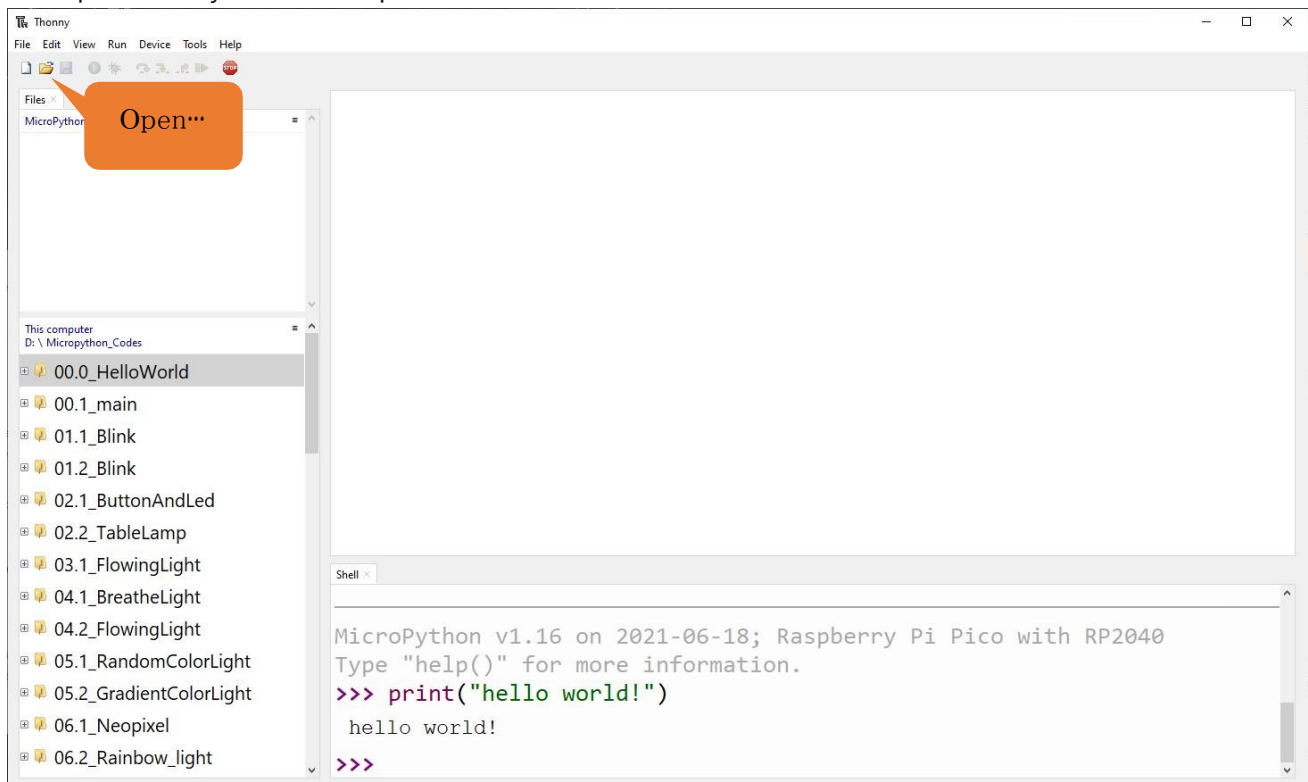 Thonny
File Edit View Run Device Tools Help
STOP
Files
Open…
This computer
D: \ Micropython_Codes
00.0_HelloWorld
00.1_main
01.1_Blink
01.2_Blink
02.1_ButtonAndLed
02.2_TableLamp
03.1_FlowingLight
04.1_BreatheLight
04.2_FlowingLight
05.1_RandomColorLight
05.2_GradientColorLight
06.1_Neopixel
06.2_Rainbow_light
Shell
MicroPython v1.16 on 2021-06-18; Raspberry Pi Pico with RP2040
Type "help()" for more information.
>>> print("hello world!")
hello world!
>>>